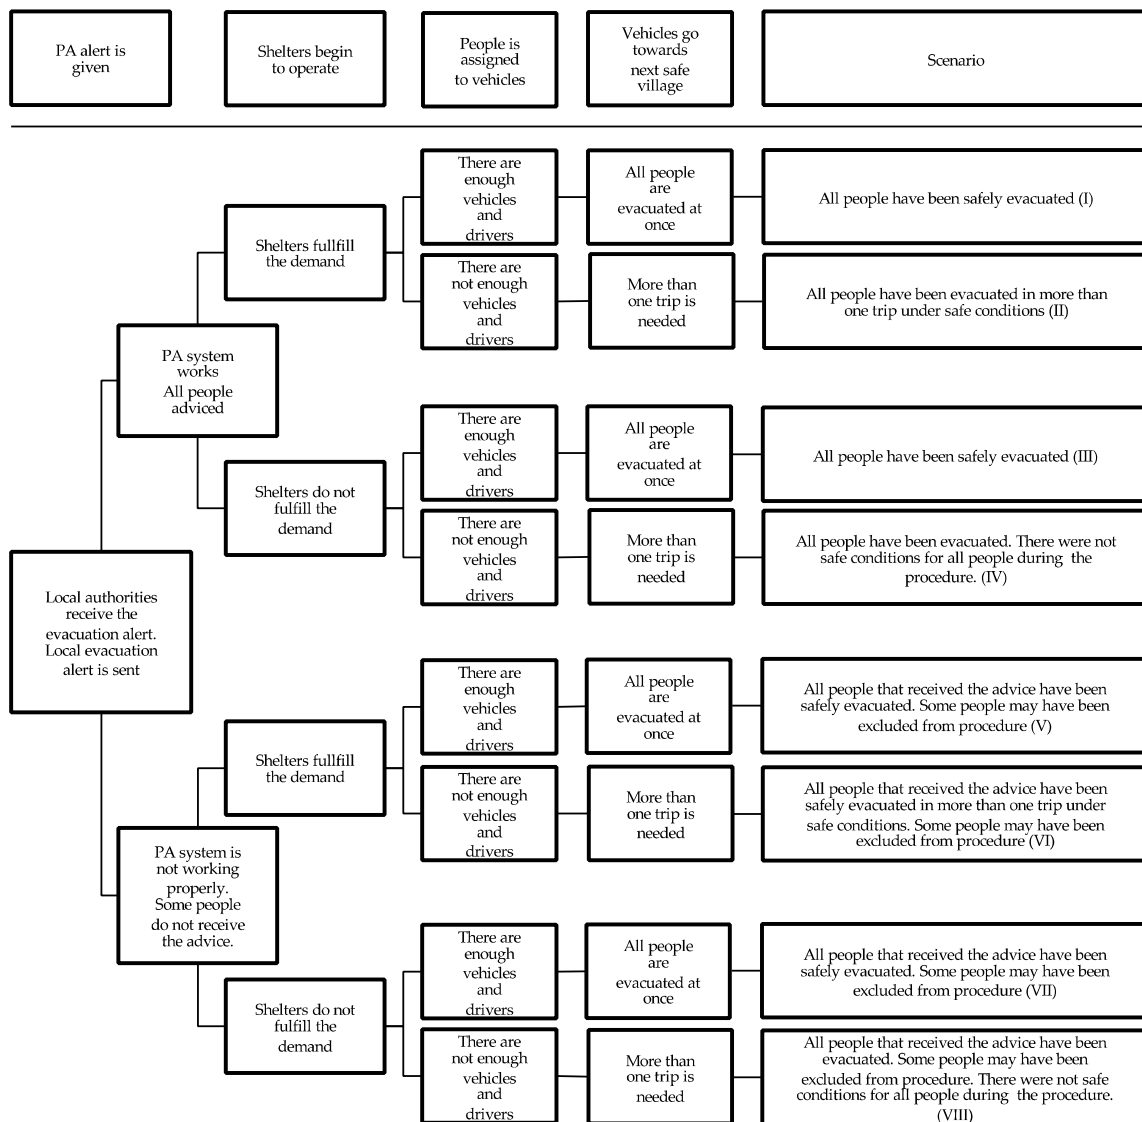 PA alert is
given
Shelters begin
to operate
People is
assigned
to vehicles
Vehicles go
towards
next safe
village
Scenario
There are
enough
vehicles
and
drivers
All people
are
evacuated at
once
All people have been safely evacuated (I)
Shelters fullfill
the demand
There are
not enough
vehicles
and
drivers
More than
one trip is
needed
All people have been evacuated in more than
one trip under safe conditions (II)
PA system
works
All people
adviced
There are
enough
vehicles
and
drivers
All people
are
evacuated at
once
All people have been safely evacuated (III)
Shelters do not
fulfill the
demand
There are
not enough
vehicles
and
drivers
More than
one trip is
needed
All people have been evacuated. There were not
safe conditions for all people during the
procedure. (IV)
Local authorities
receive the
evacuation alert.
Local evacuation
alert is sent
There are
enough
vehicles
and
drivers
All people
are
evacuated at
once
All people that received the advice have been
safely evacuated. Some people may have been
excluded from procedure (V)
Shelters fullfill
the demand
There are
not enough
vehicles
and
drivers
More than
one trip is
needed
All people that received the advice have been
safely evacuated in more than one trip under
safe conditions. Some people may have been
excluded from procedure (VI)
PA system is
not working
properly.
Some people
do not receive
the advice.
There are
enough
vehicles
and
drivers
All people
are
evacuated at
once
All people that received the advice have been
safely evacuated. Some people may have been
excluded from procedure (VII)
Shelters do not
fulfill the
demand
There are
not enough
vehicles
and
drivers
More than
one trip is
needed
All people that received the advice have been
evacuated. Some people may have been
excluded from procedure. There were not safe
conditions for all people during the procedure.
(VIII)